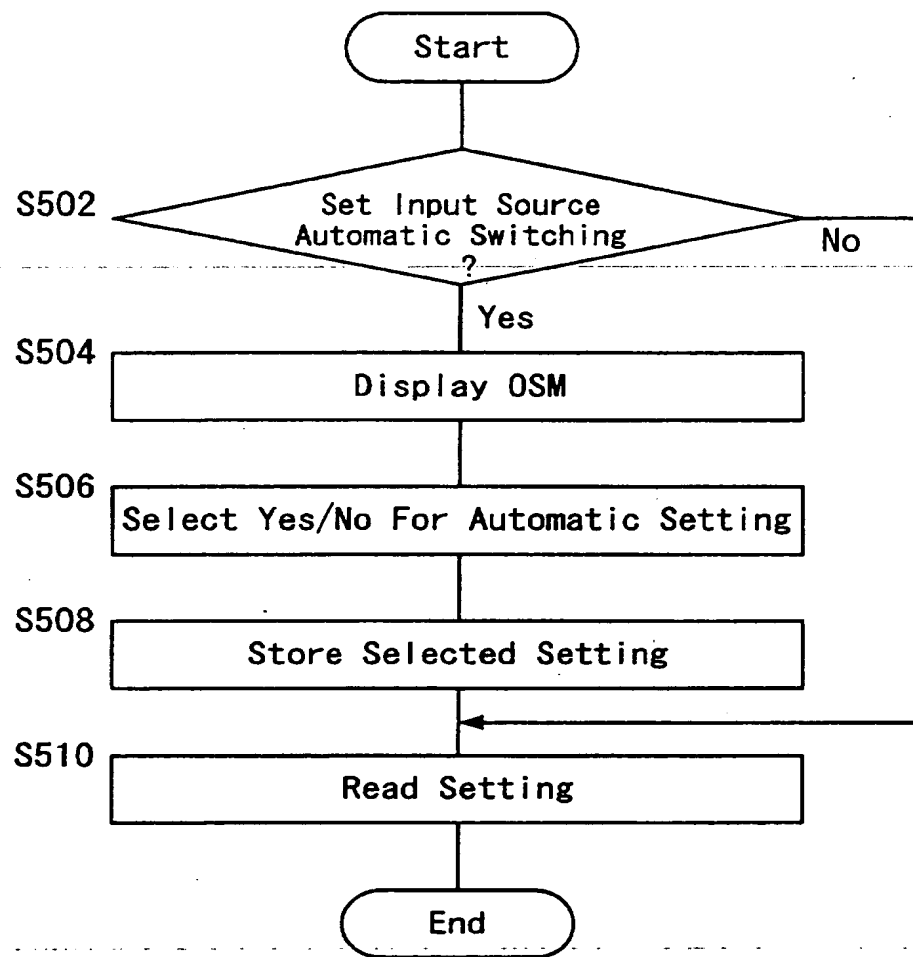 Start
S502
Set Input Source
Automatic Switching
?
No
Yes
S504
Display OSM
S506
Select Yes/No For Automatic Setting
S508
Store Selected Setting
S510
Read Setting
End